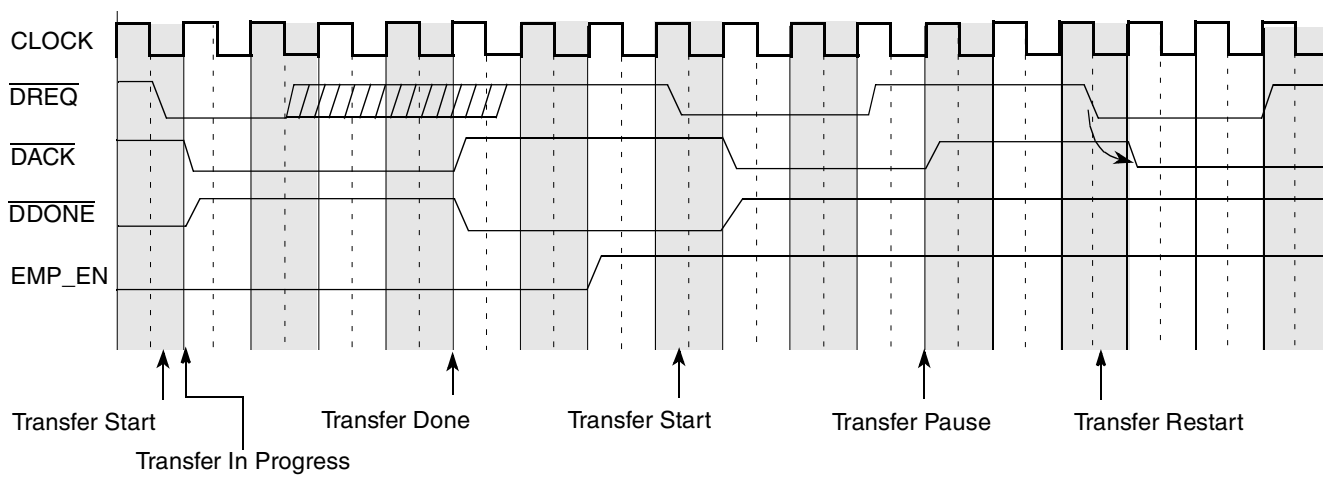 CLOCK
DREQ
DACK
DDONE
EMP_EN
Transfer Start
Transfer Done
Transfer Start
Transfer Pause
Transfer Restart
Transfer In Progress